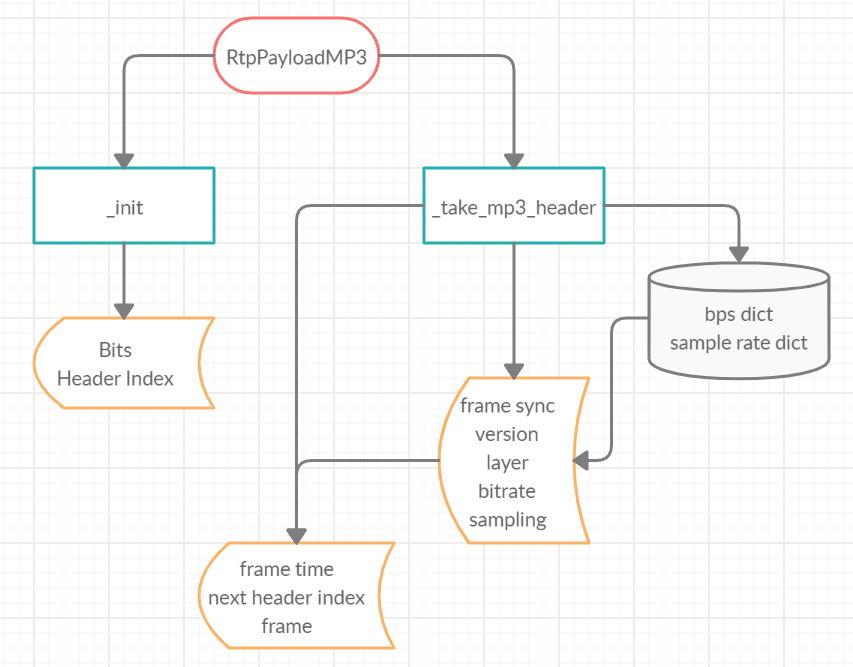 RtpPayloadMP3
_init
_take_mp3_header
bps dict
sample rate dict
Bits
Header Index
frame sync
version
layer
bitrate
sampling
frame time
next header index
frame